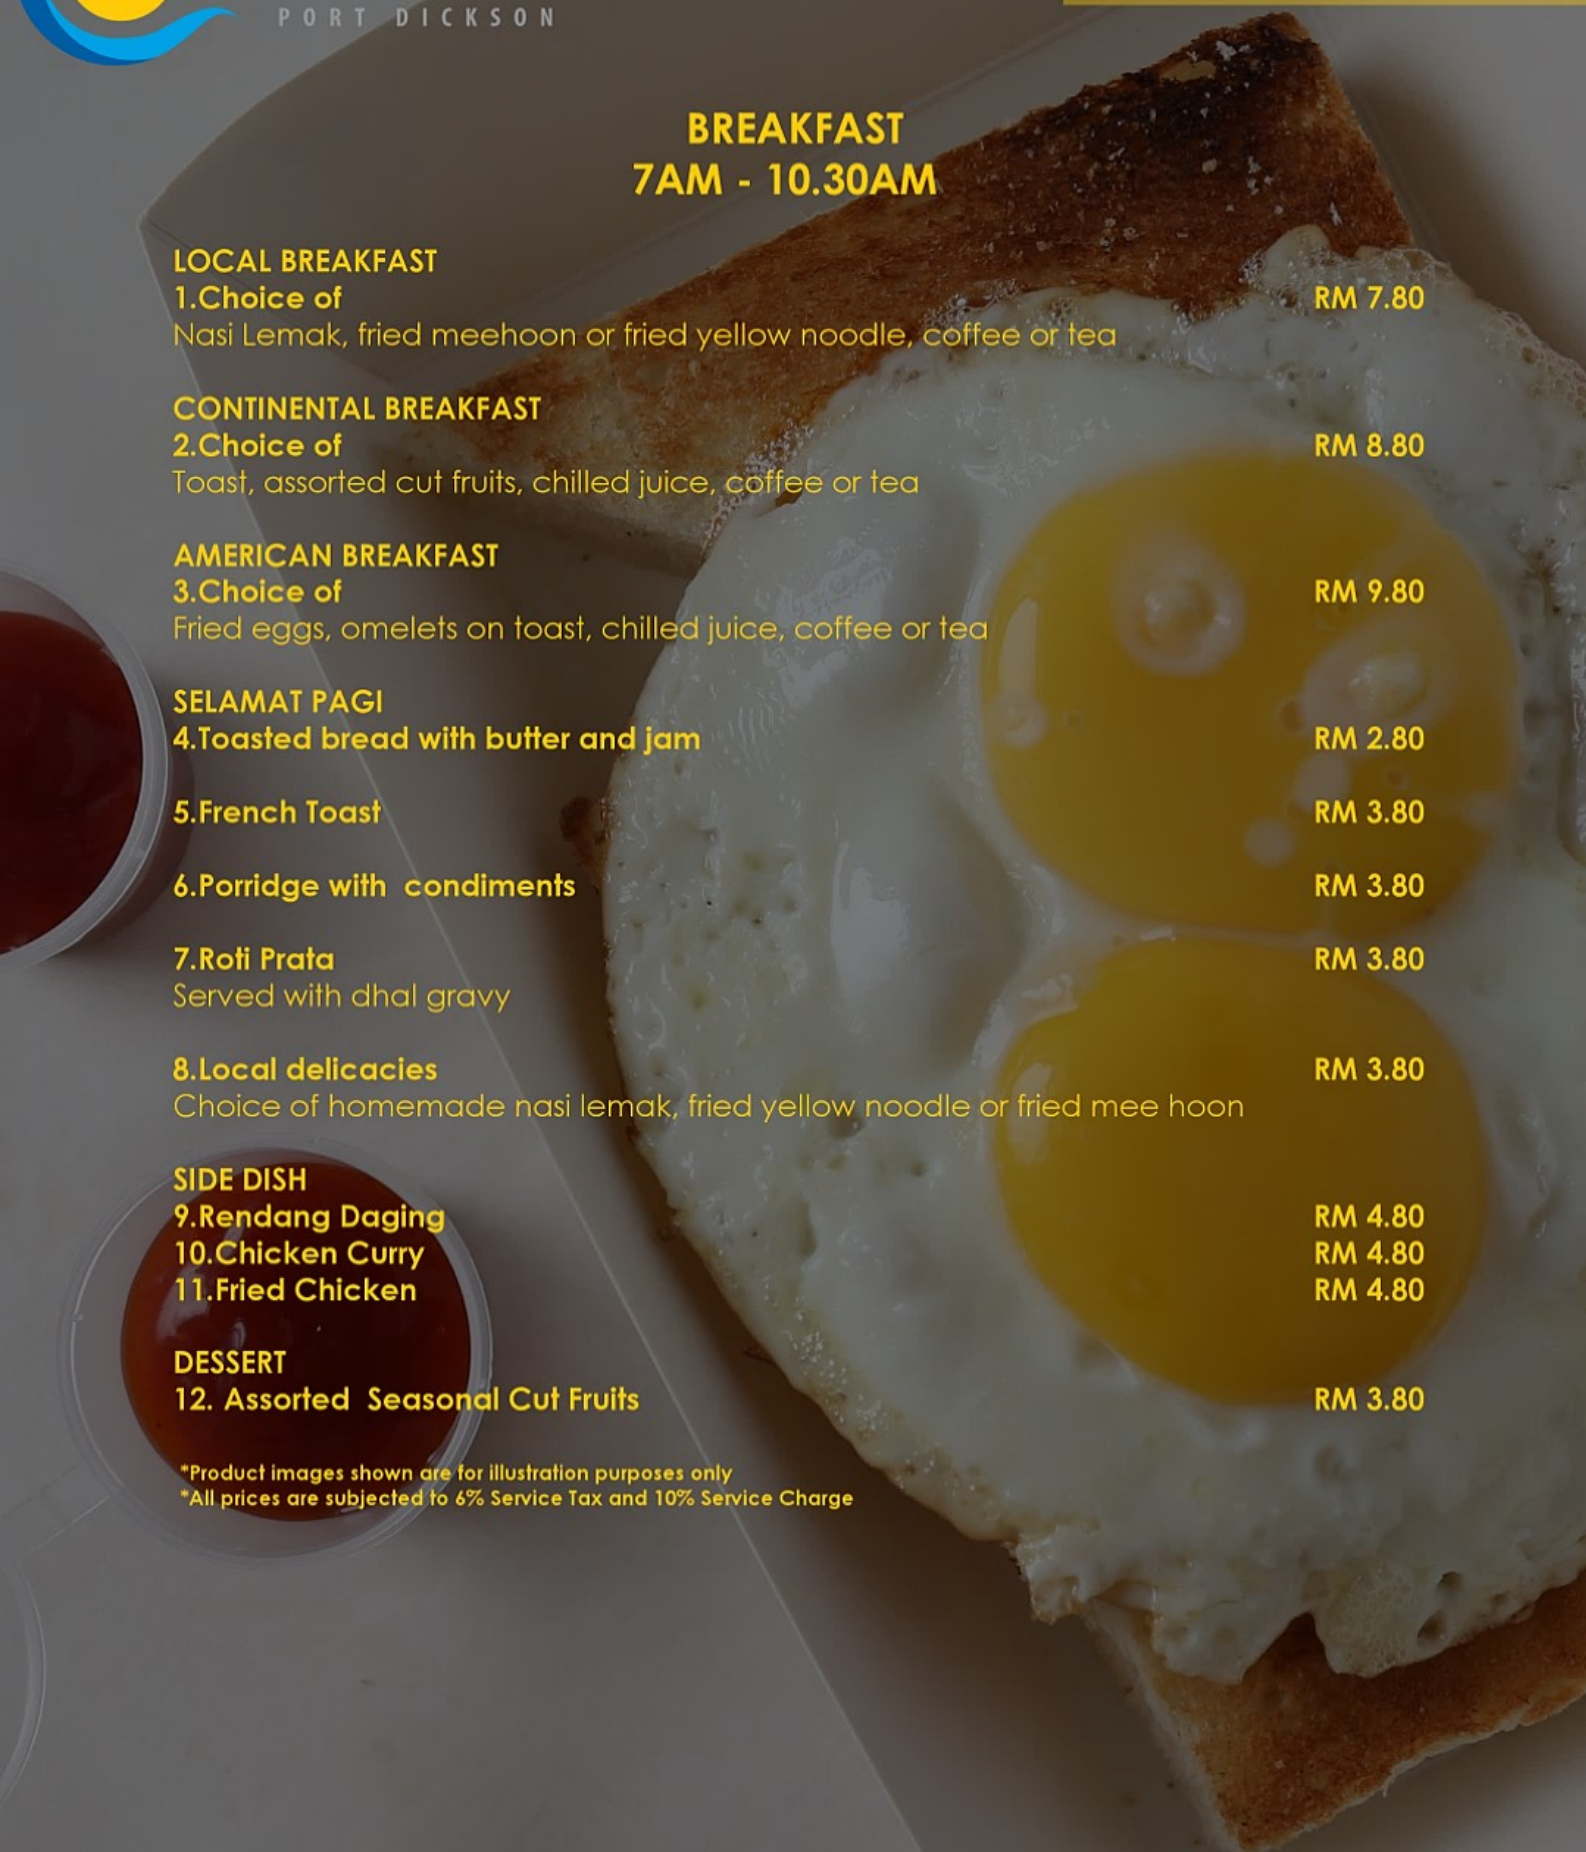 PORT DICKSON
BREAKFAST
7AM - 10.30AM
LOCAL BREAKFAST
1.Choice of RM 7.80
Nasi Lemak, fried meehoon or fried yellow noodle, coffee or tea
CONTINENTAL BREAKFAST
2.Choice of RM 8.80
Toast, assorted cut fruits, chilled juice, coffee or tea
AMERICAN BREAKFAST
3.Choice of RM 9.80
Fried eggs, omelets on toast, chilled juice, coffee or tea
SELAMAT PAGI
4.Toasted bread with butter and jam RM 2.80
5.French Toast RM 3.80
6.Porridge with  condiments RM 3.80
7.Roti Prata RM 3.80
Served with dhal gravy
8.Local delicacies RM 3.80
Choice of homemade nasi lemak, fried yellow noodle or fried mee hoon
SIDE DISH
9.Rendang Daging RM 4.80
10.Chicken Curry RM 4.80
11.Fried Chicken RM 4.80
DESSERT
12. Assorted  Seasonal Cut Fruits RM 3.80
*Product images shown are for illustration purposes only
*All prices are subjected to 6% Service Tax and 10% Service Charge